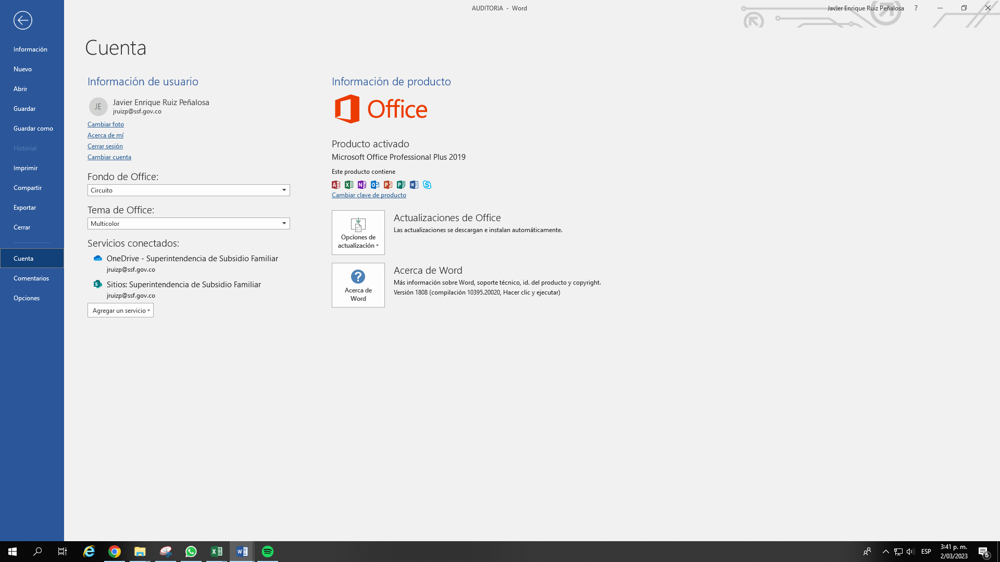 AUDITORIA - Word
Javier Enrique Ruiz Peñalosa
?
Información
Nuevo
Abrir
Guardar
Guardar como
Historial
Imprimir
Compartir
Exportar
Cerrar
Cuenta
Comentarios
Opciones
Cuenta
Información de usuario
JE
Javier Enrique Ruiz Peñalosa
jruizp@ssf.gov.co
Cambiar foto
Acerca de mí
Cerrar sesión
Cambiar cuenta
Fondo de Office:
Circuito
Tema de Office:
Multicolor
Servicios conectados:
OneDrive - Superintendencia de Subsidio Familiar
jruizp@ssf.gov.co
Sitios: Superintendencia de Subsidio Familiar
jruizp@ssf.gov.co
Agregar un servicio
Información de producto
Office
Producto activado
Microsoft Office Professional Plus 2019
Este producto contiene
Cambiar clave de producto
Opciones de
actualización
Actualizaciones de Office
Las actualizaciones se descargan e instalan automáticamente.
Acerca de
Word
Acerca de Word
Más información sobre Word, soporte técnico, id. del producto y copyright.
Versión 1808 (compilación 10395.20020, Hacer clic y ejecutar)
ESP
3:41 p. m.
2/03/2023
6